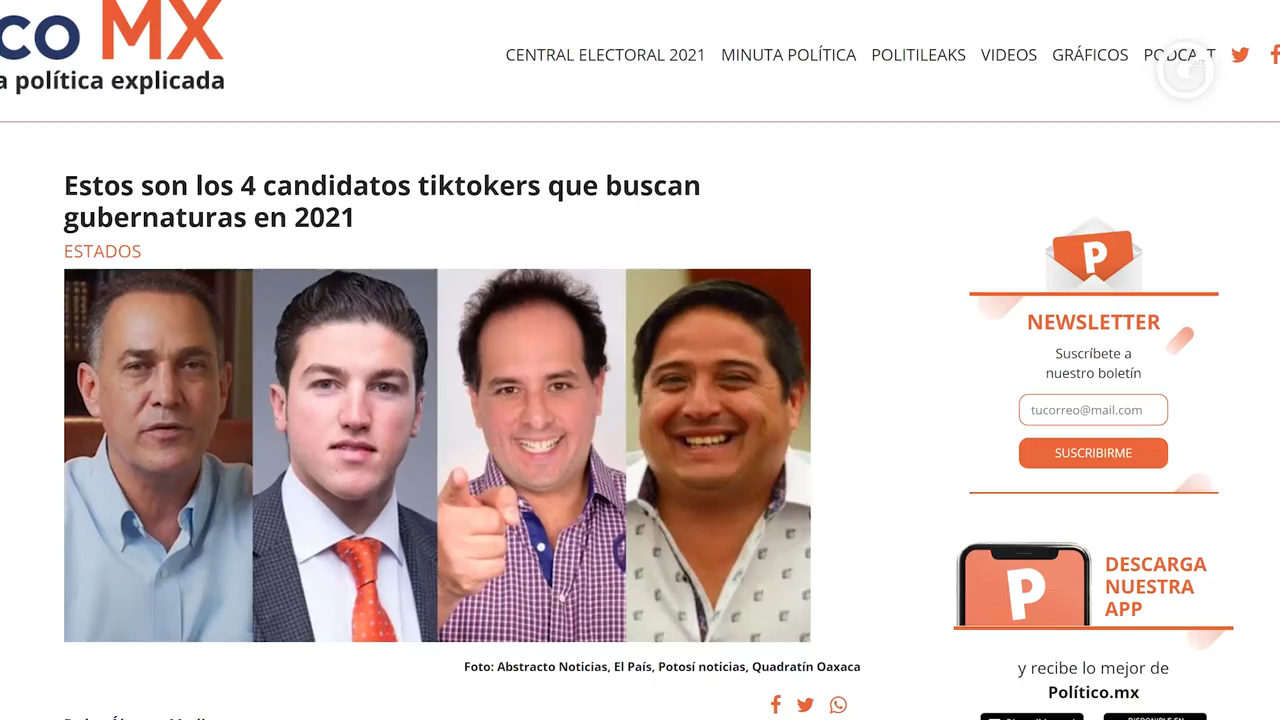 co MX
a política explicada
CENTRAL ELECTORAL 2021 MINUTA POLÍTICA POLITILEAKS VIDEOS GRÁFICOS
Estos son los 4 candidatos tiktokers que buscan
gubernaturas en 2021
ESTADOS
P
NEWSLETTER
Suscríbete a
nuestro boletín
tucorreo@mail.com
SUSCRIBIRME
P
DESCARGA
NUESTRA
APP
Foto: Abstracto Noticias, El País, Potosí noticias, Quadratín Oaxaca
y recibe lo mejor de
Político.mx